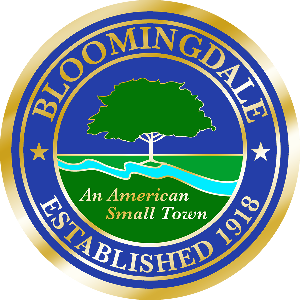 BLOOMINGDALE
An American
Small Town
ESTABLISHED 1918